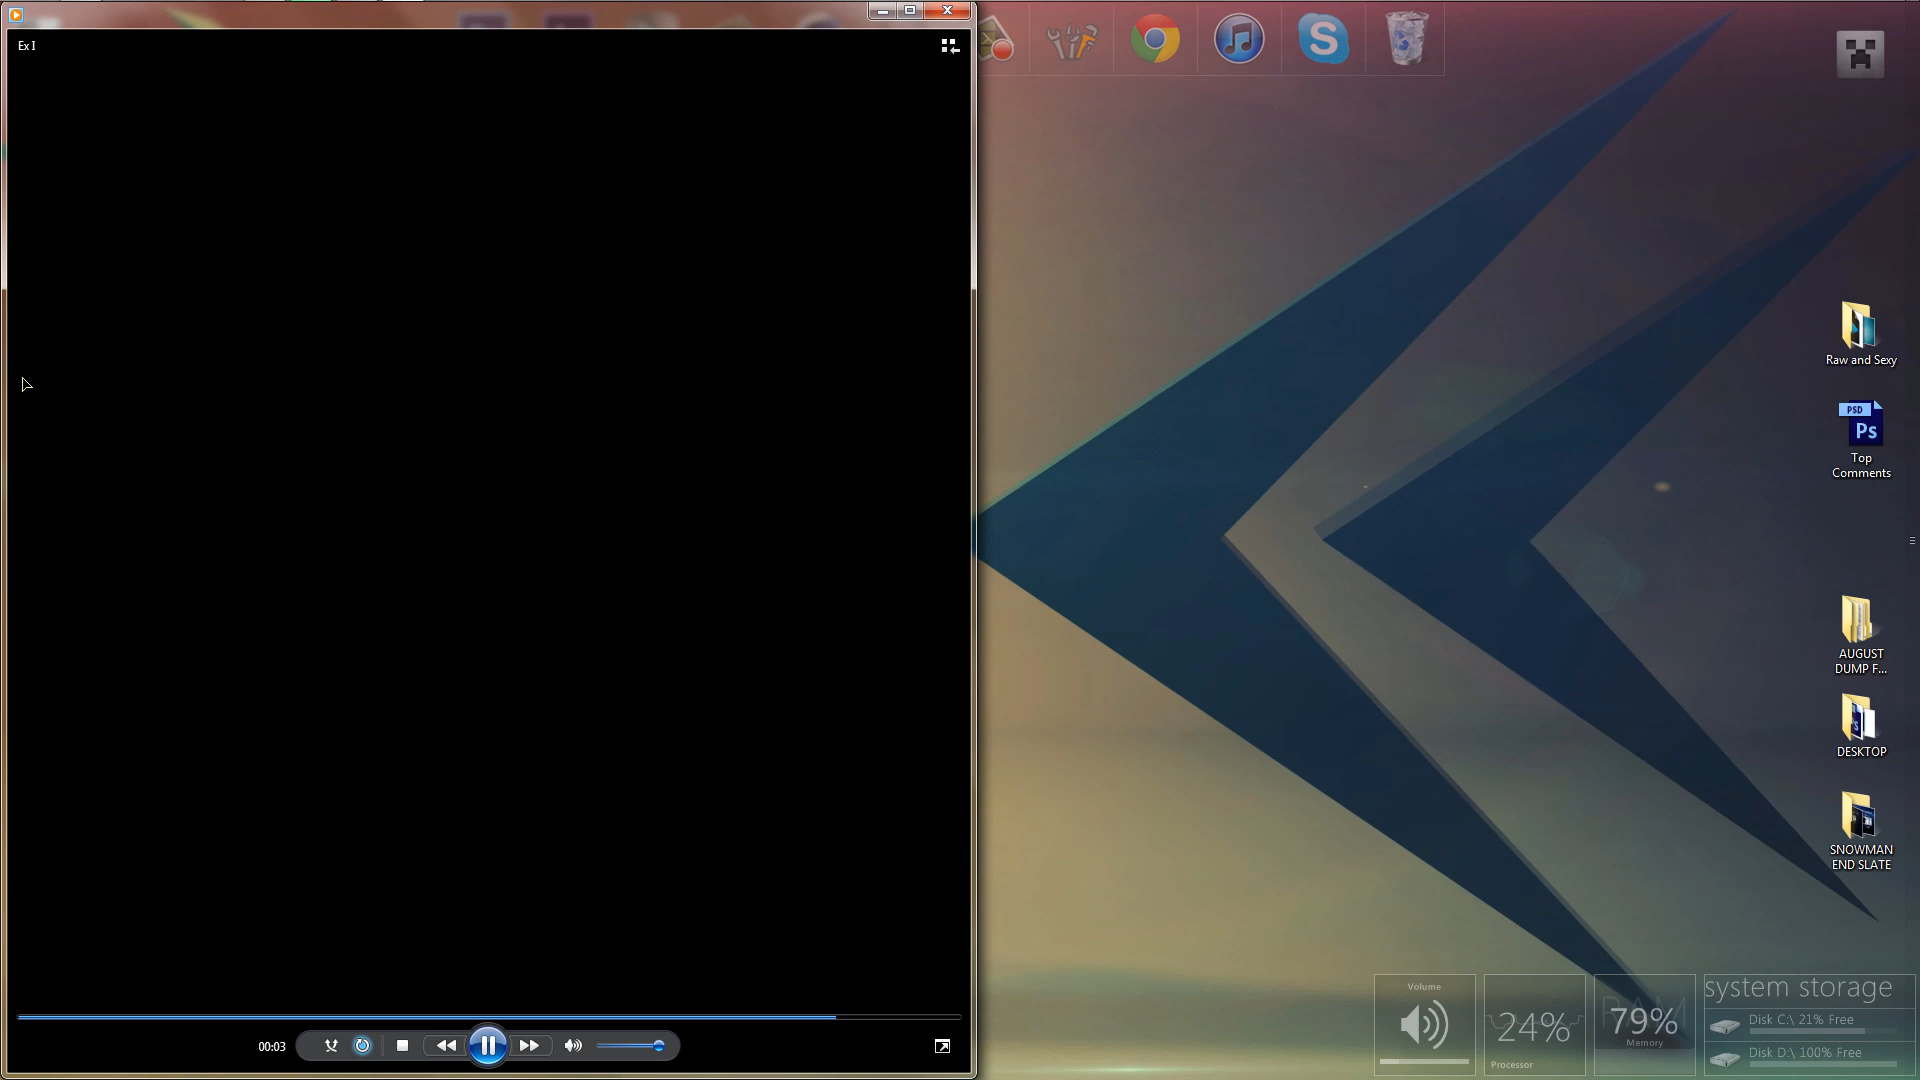 Ex I
S
Raw and Sexy
PSD
Ps
Top
Comments
AUGUST
DUMP F...
DESKTOP
SNOWMAN
END SLATE
00:03
Volume
24%
Processor
RAM
79%
Memory
system storage
Disk C:\ 21% Free
Disk D:\ 100% Free